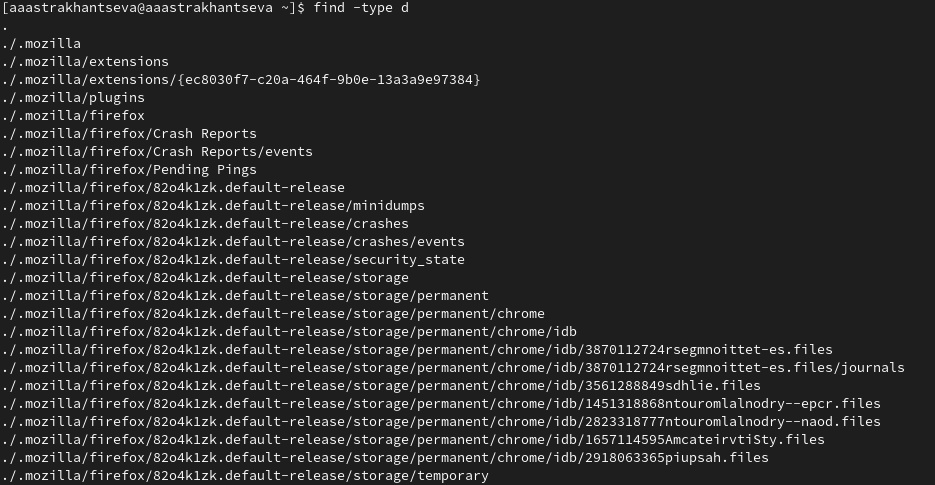 [aaastrakhantseva@aaastrakhantseva ~]$ find -type d
.
./.mozilla
./.mozilla/extensions
./.mozilla/extensions/{ec8030f7-c20a-464f-9b0e-13a3a9e97384}
./.mozilla/plugins
./.mozilla/firefox
./.mozilla/firefox/Crash Reports
./.mozilla/firefox/Crash Reports/events
./.mozilla/firefox/Pending Pings
./.mozilla/firefox/82o4k1zk.default-release
./.mozilla/firefox/82o4k1zk.default-release/minidumps
./.mozilla/firefox/82o4k1zk.default-release/crashes
./.mozilla/firefox/82o4k1zk.default-release/crashes/events
./.mozilla/firefox/82o4k1zk.default-release/security_state
./.mozilla/firefox/82o4k1zk.default-release/storage
./.mozilla/firefox/82o4k1zk.default-release/storage/permanent
./.mozilla/firefox/82o4k1zk.default-release/storage/permanent/chrome
./.mozilla/firefox/82o4k1zk.default-release/storage/permanent/chrome/idb
./.mozilla/firefox/82o4k1zk.default-release/storage/permanent/chrome/idb/3870112724rsegmnoittet-es.files
./.mozilla/firefox/82o4k1zk.default-release/storage/permanent/chrome/idb/3870112724rsegmnoittet-es.files/journals
./.mozilla/firefox/82o4k1zk.default-release/storage/permanent/chrome/idb/3561288849sdhlie.files
./.mozilla/firefox/82o4k1zk.default-release/storage/permanent/chrome/idb/1451318868ntouromlalnodry--epcr.files
./.mozilla/firefox/82o4k1zk.default-release/storage/permanent/chrome/idb/2823318777ntouromlalnodry--naod.files
./.mozilla/firefox/82o4k1zk.default-release/storage/permanent/chrome/idb/1657114595AmcateirvtiSty.files
./.mozilla/firefox/82o4k1zk.default-release/storage/permanent/chrome/idb/2918063365piupsah.files
./.mozilla/firefox/82o4k1zk.default-release/storage/temporary